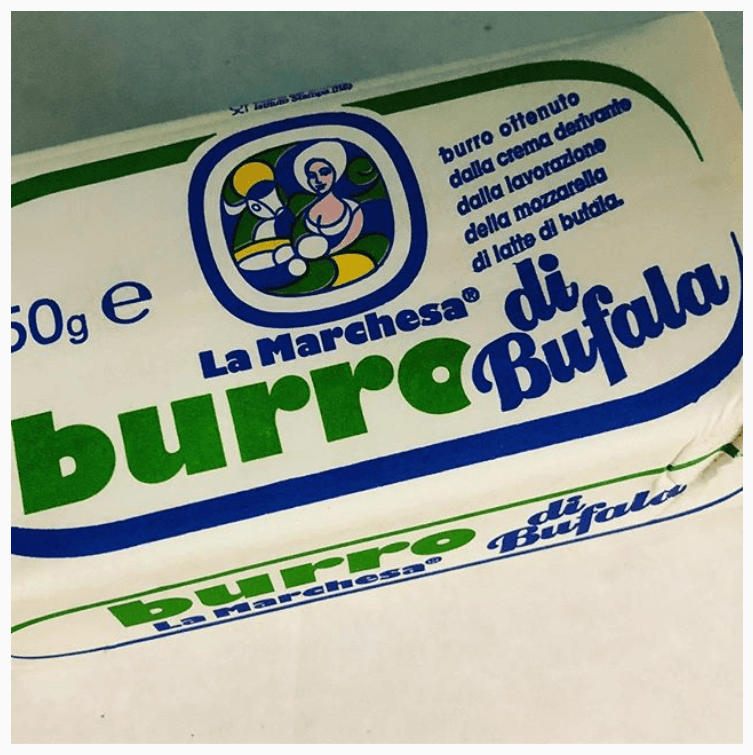 burro ottenuto
dalla crema derivante
dalla lavorazione
della mozzarella
di latte di bufala.
50g e
La Marchesa®
burro di Bufala
burro di Bufala
La Marchesa®